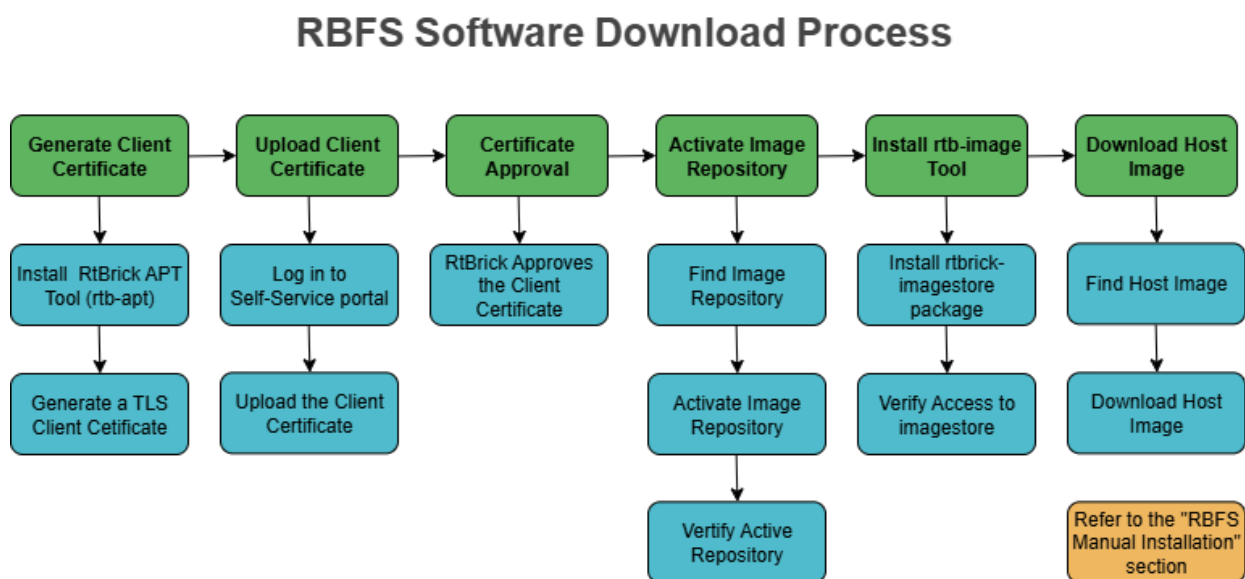 RBFS Software Download Process
Generate Client
Certificate
Upload Client
Certificate
Certificate
Approval
Activate Image
Repository
Install rtb-image
Tool
Download Host
Image
Install  RtBrick APT
Tool (rtb-apt)
Log in to
Self-Service portal
RtBrick Approves
the Client
Certificate
Find Image
Repository
Install rtbrick-
imagestore
package
Find Host Image
Generate a TLS
Client Cetificate
Upload the Client
Certificate
Activate Image
Repository
Verify Access to
imagestore
Download Host
Image
Vertify Active
Repository
Refer to the "RBFS
Manual Installation"
section